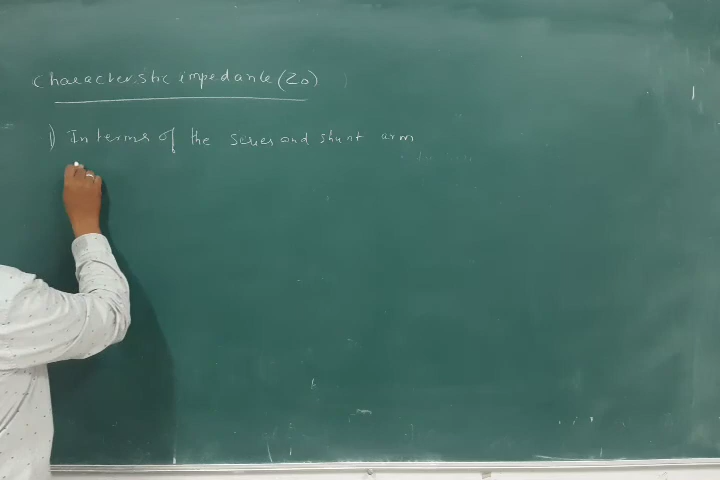 Characteristic impedance (Zo)
1) In terms of the series and shunt arm